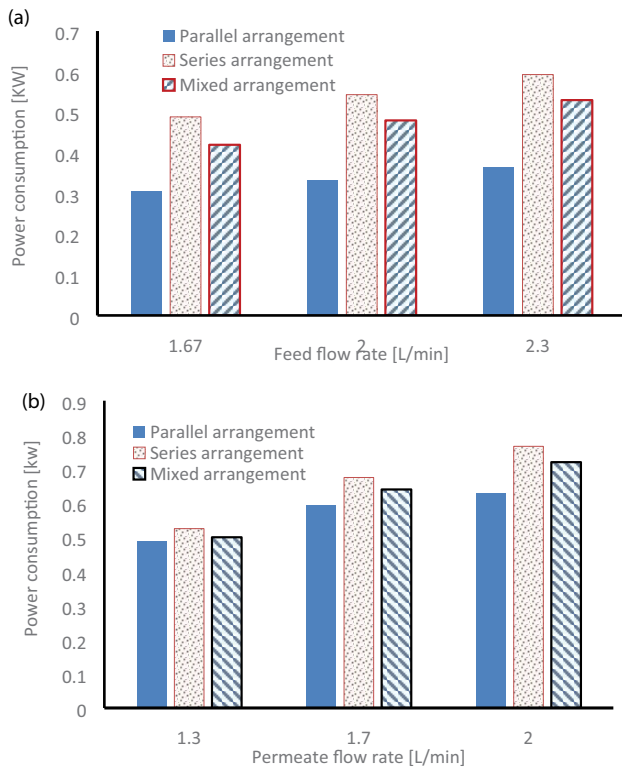 (a)
Power consumption [KW]
0.7
0.6
0.5
0.4
0.3
0.2
0.1
0
Parallel arrangement
Series arrangement
Mixed arrangement
1.67
2
2.3
Feed flow rate [L/min]
(b)
Power consumption [kw]
0.9
0.8
0.7
0.6
0.5
0.4
0.3
0.2
0.1
0
Parallel arrangement
Series arrangement
Mixed arrangement
1.3
1.7
2
Permeate flow rate [L/min]